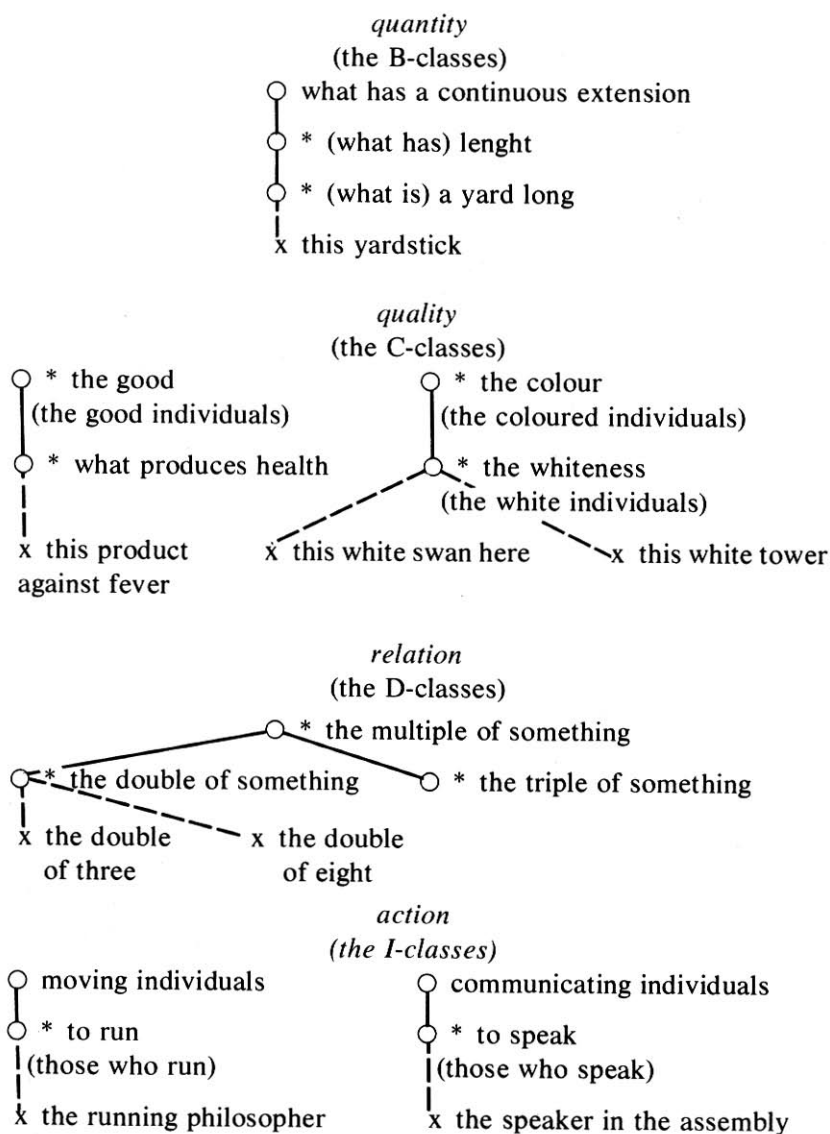 quantity
(the B-classes)
what has a continuous extension
* (what has) lenght
* (what is) a yard long
x this yardstick
quality
(the C-classes)
* the good
(the good individuals)
* the colour
(the coloured individuals)
* what produces health
* the whiteness
(the white individuals)
x this product
against fever
x this white swan here
x this white tower
relation
(the D-classes)
* the multiple of something
* the double of something
* the triple of something
x the double
of three
x the double
of eight
action
(the I-classes)
moving individuals
communicating individuals
* to run
(those who run)
* to speak
(those who speak)
x the running philosopher
x the speaker in the assembly